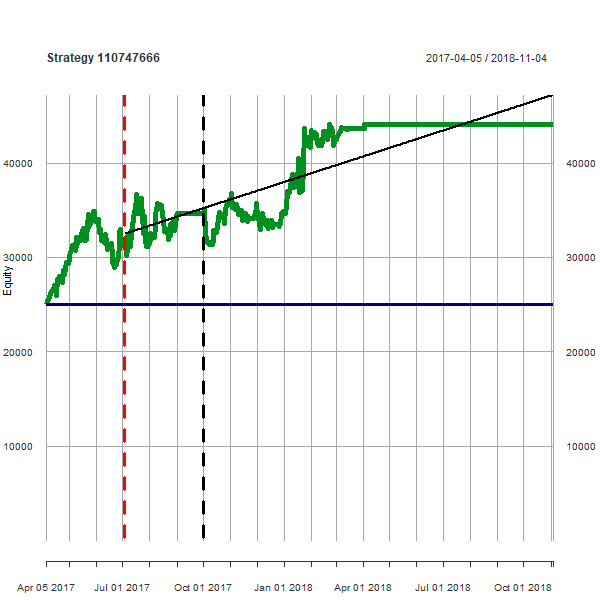 Strategy 110747666
2017-04-05 / 2018-11-04
40000
40000
30000
30000
Equity
20000
20000
10000
10000
Apr 05 2017
Jul 01 2017
Oct 01 2017
Jan 01 2018
Apr 01 2018
Jul 01 2018
Oct 01 2018